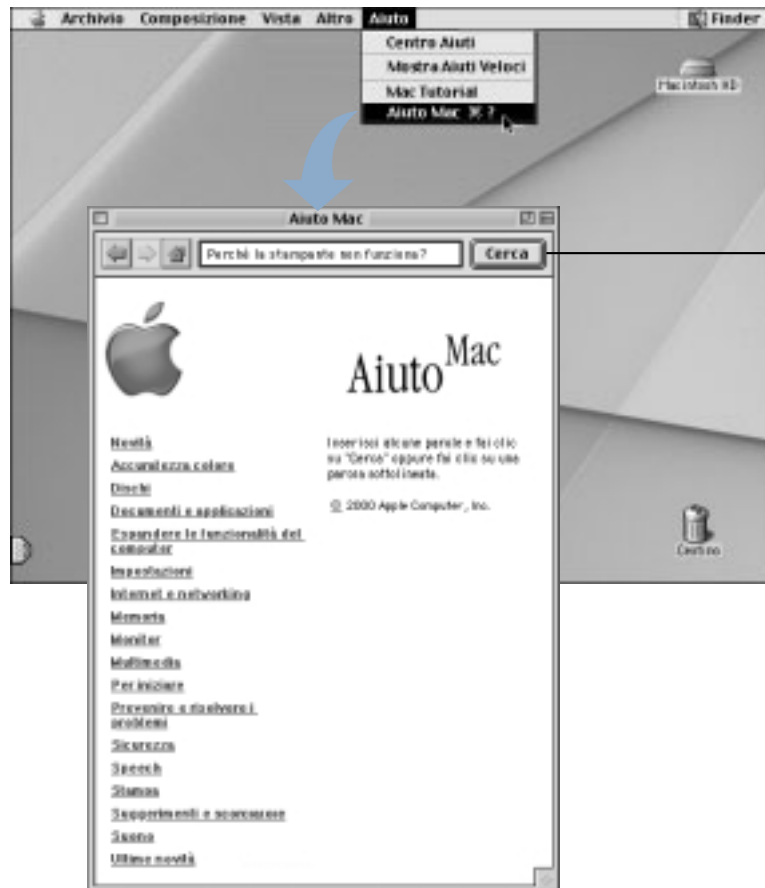 Archivio Composizione Vista Altro Aiuto Finder
Centro Aiuti
Mostra Aiuti Veloci
Mac Tutorial
Aiuto Mac ⌘ ?
Macintosh HD
Aiuto Mac
Perché la stampante non funziona?
Cerca
Aiuto Mac
Novità
Accuratezza colore
Dischi
Documenti e applicazioni
Espandere le funzionalità del
computer
Impostazioni
Internet e networking
Memoria
Monitor
Multimedia
Per iniziare
Prevenire e risolvere i
problemi
Sicurezza
Speech
Stampa
Suggerimenti e scorciatoie
Suono
Ultime novità
Inserisci alcune parole e fai clic
su "Cerca" oppure fai clic su una
parola sottolineata.
© 2000 Apple Computer, Inc.
Cestino